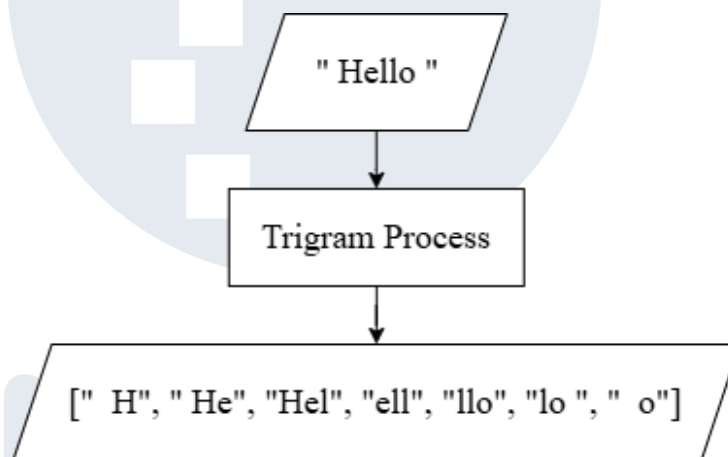 " Hello "
Trigram Process
["  H", " He", "Hel", "ell", "llo", "lo ", "  o"]